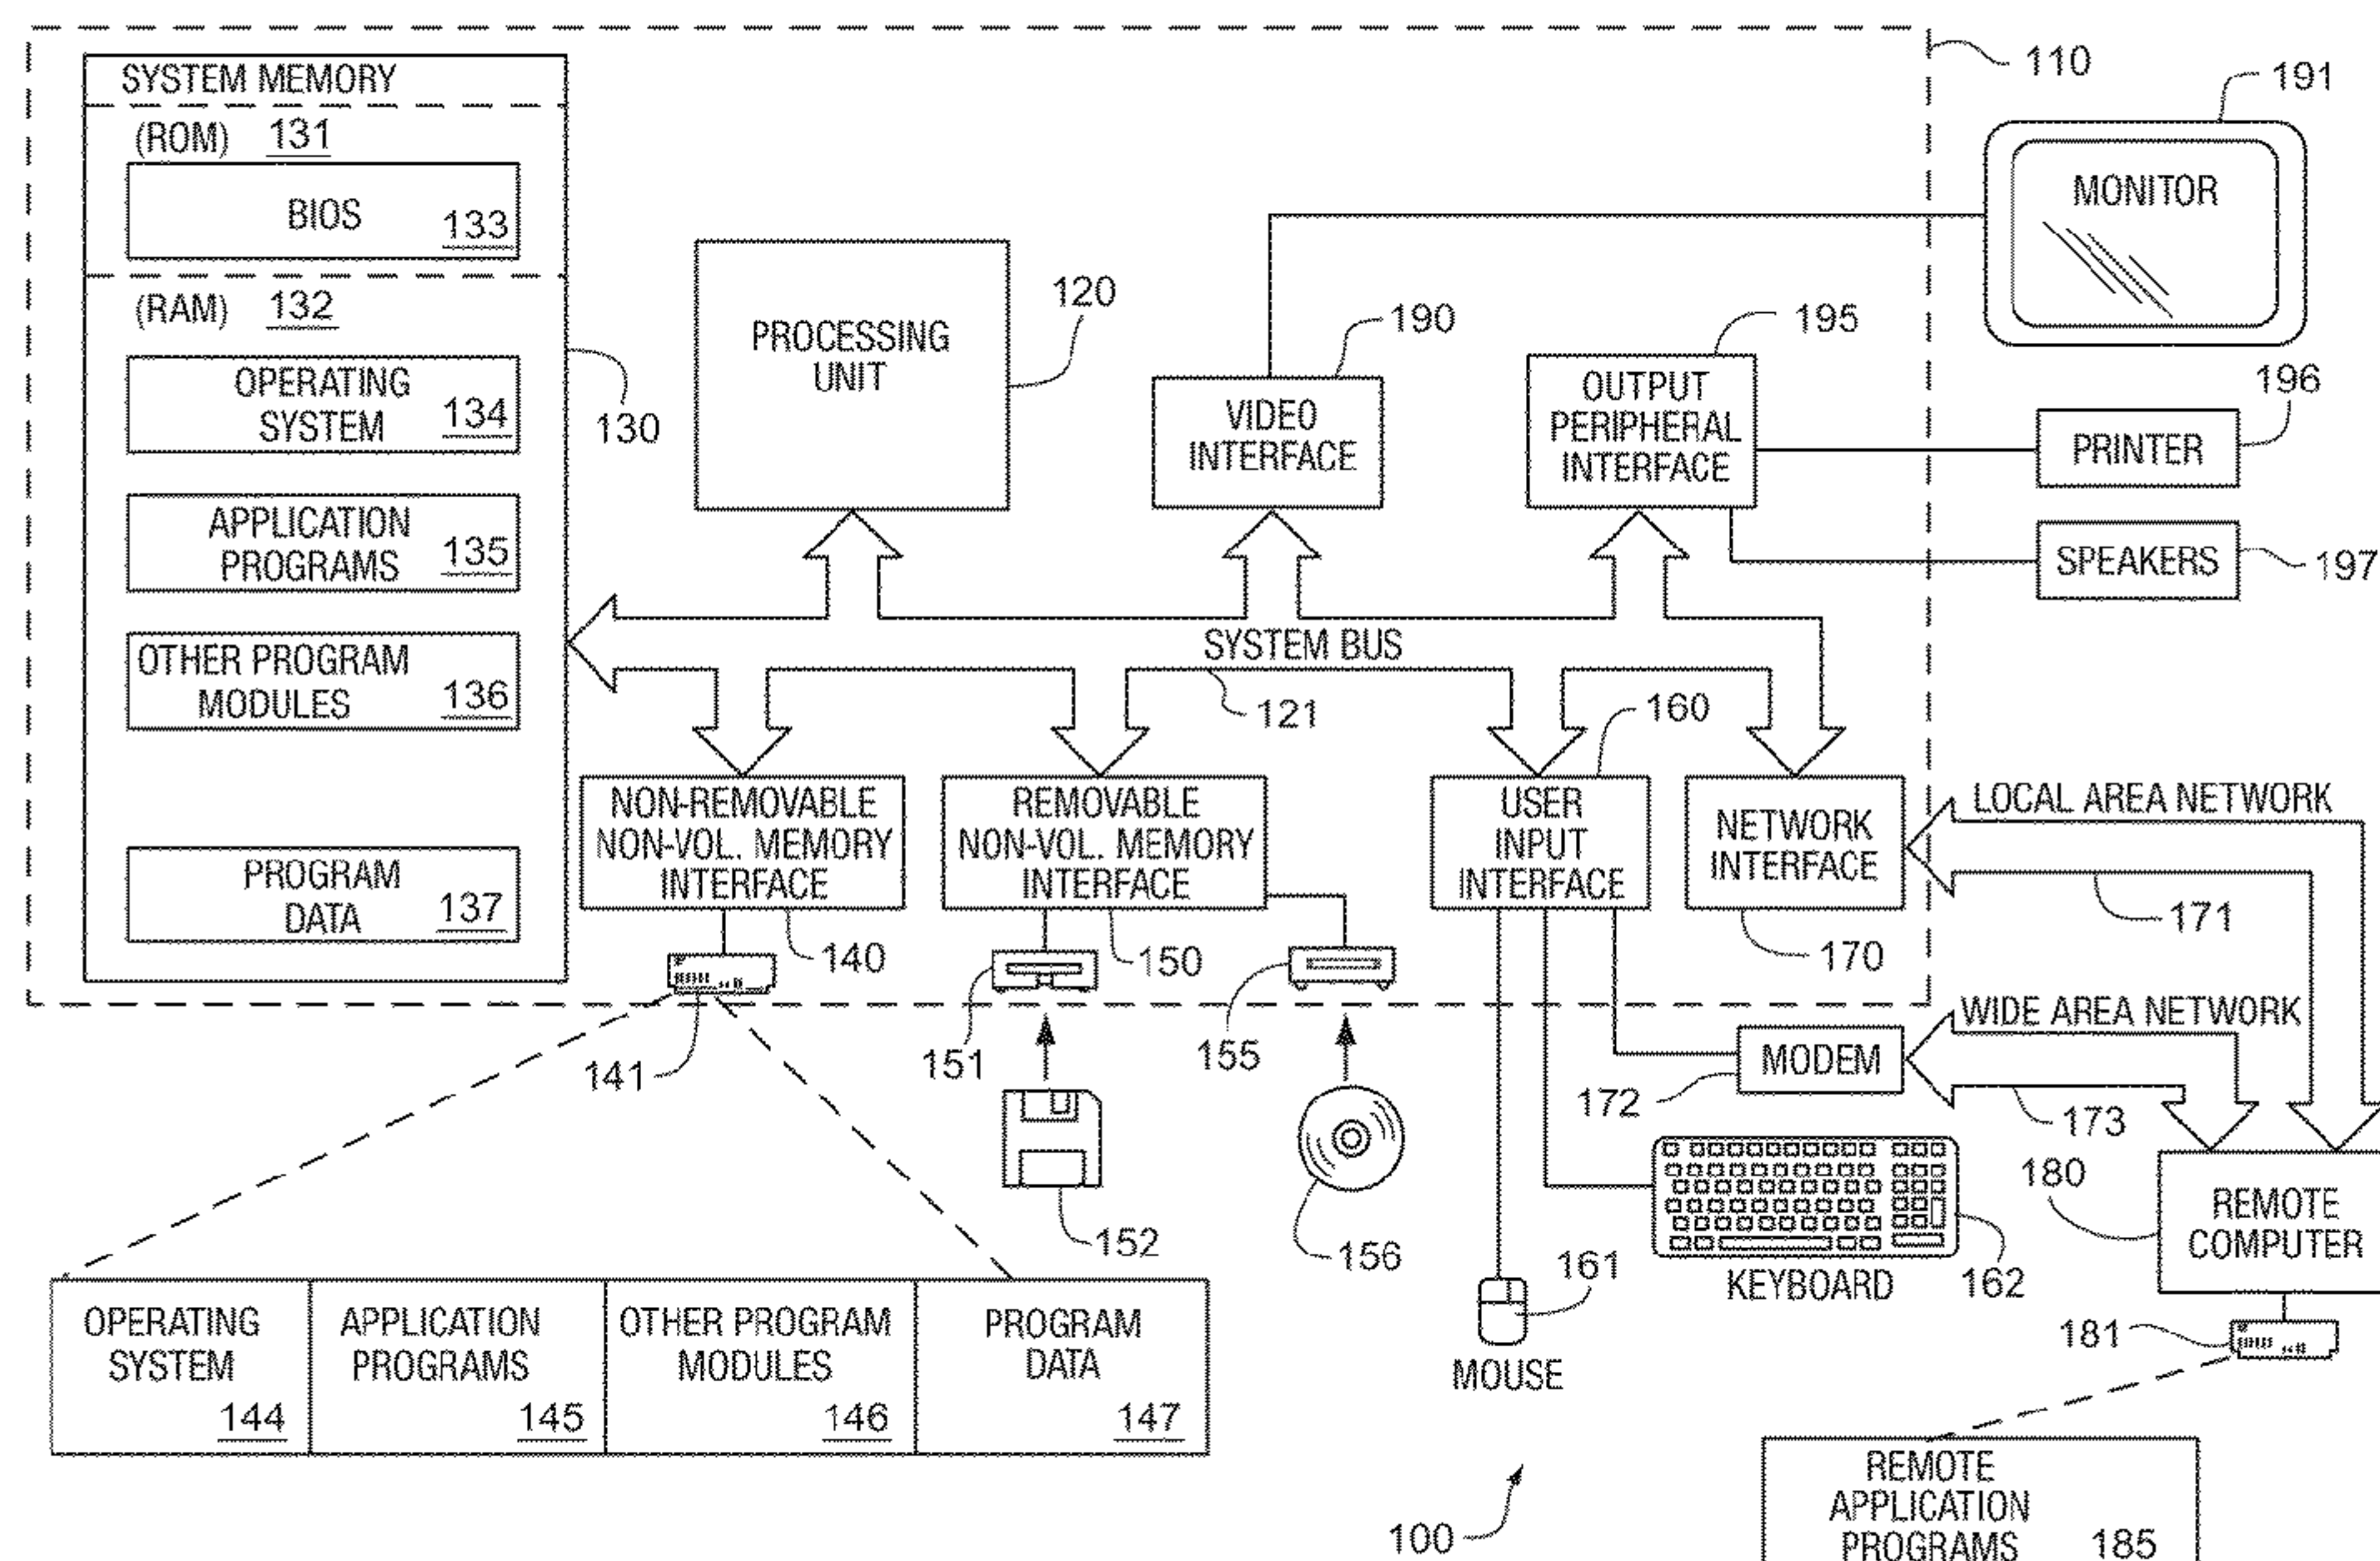 110
191
SYSTEM MEMORY
(ROM) 131
BIOS 133
(RAM) 132
OPERATING
SYSTEM 134
APPLICATION
PROGRAMS 135
OTHER PROGRAM
MODULES 136
PROGRAM
DATA 137
130
PROCESSING
UNIT
120
190
VIDEO
INTERFACE
195
OUTPUT
PERIPHERAL
INTERFACE
MONITOR
196
PRINTER
SPEAKERS
197
SYSTEM BUS
121
160
NON-REMOVABLE
NON-VOL. MEMORY
INTERFACE
140
REMOVABLE
NON-VOL. MEMORY
INTERFACE
150
USER
INPUT
INTERFACE
NETWORK
INTERFACE
170
LOCAL AREA NETWORK
171
WIDE AREA NETWORK
173
141
151
155
MODEM
172
152
156
161
MOUSE
KEYBOARD
162
180
REMOTE
COMPUTER
181
OPERATING
SYSTEM
144
APPLICATION
PROGRAMS
145
OTHER PROGRAM
MODULES
146
PROGRAM
DATA
147
100
REMOTE
APPLICATION
PROGRAMS 185